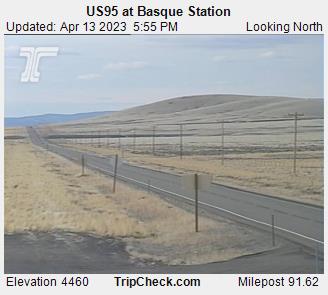 US95 at Basque Station
Updated: Apr 13 2023 5:55 PM Looking North
Elevation 4460 TripCheck.com Milepost 91.62